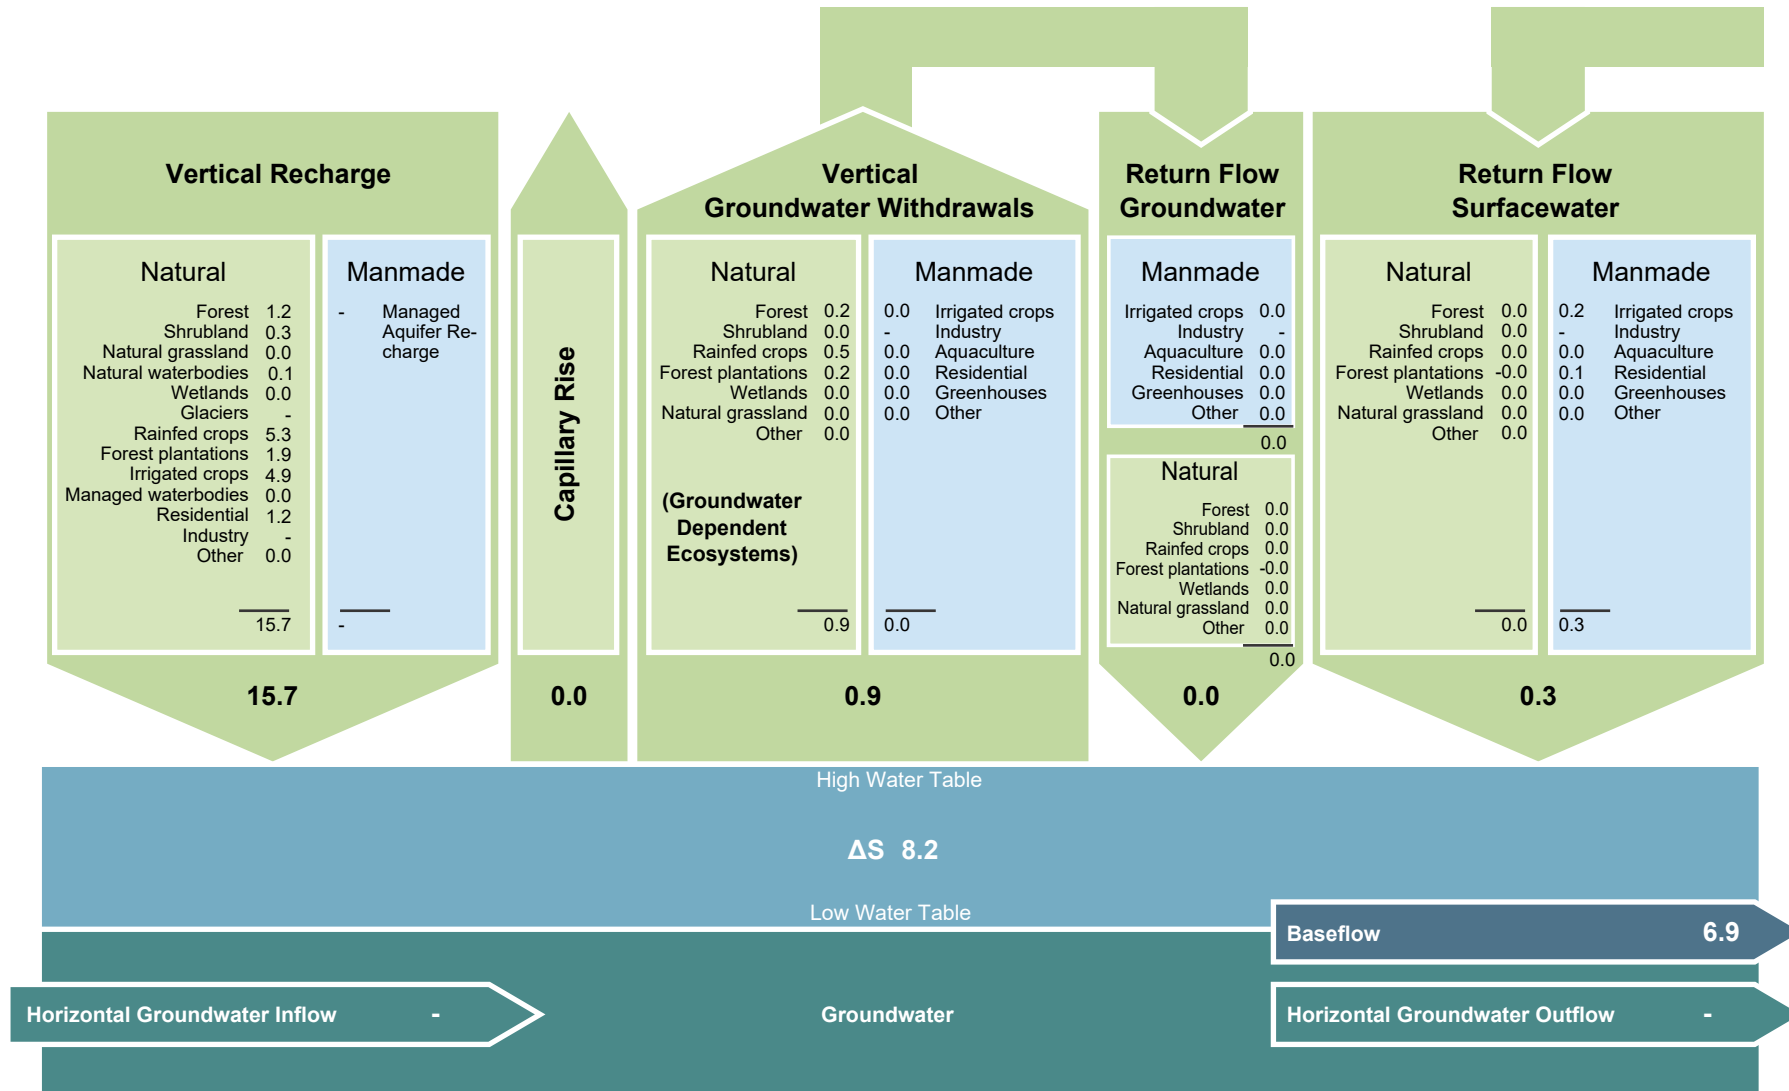 Vertical Recharge
Natural
Forest 1.2
Shrubland 0.3
Natural grassland 0.0
Natural waterbodies 0.1
Wetlands 0.0
Glaciers -
Rainfed crops 5.3
Forest plantations 1.9
Irrigated crops 4.9
Managed waterbodies 0.0
Residential 1.2
Industry -
Other 0.0
15.7
Manmade
- Managed
Aquifer Re-
charge
-
15.7
Capillary Rise
0.0
Vertical
Groundwater Withdrawals
Natural
Forest 0.2
Shrubland 0.0
Rainfed crops 0.5
Forest plantations 0.2
Wetlands 0.0
Natural grassland 0.0
Other 0.0
(Groundwater
Dependent
Ecosystems)
0.9
Manmade
0.0 Irrigated crops
- Industry
0.0 Aquaculture
0.0 Residential
0.0 Greenhouses
0.0 Other
0.0
0.9
Return Flow
Groundwater
Manmade
Irrigated crops 0.0
Industry -
Aquaculture 0.0
Residential 0.0
Greenhouses 0.0
Other 0.0
0.0
Natural
Forest 0.0
Shrubland 0.0
Rainfed crops 0.0
Forest plantations -0.0
Wetlands 0.0
Natural grassland 0.0
Other 0.0
0.0
0.0
Return Flow
Surfacewater
Natural
Forest 0.0
Shrubland 0.0
Rainfed crops 0.0
Forest plantations -0.0
Wetlands 0.0
Natural grassland 0.0
Other 0.0
0.0
Manmade
0.2 Irrigated crops
- Industry
0.0 Aquaculture
0.1 Residential
0.0 Greenhouses
0.0 Other
0.3
0.3
High Water Table
ΔS 8.2
Low Water Table
Baseflow 6.9
Horizontal Groundwater Inflow -
Groundwater
Horizontal Groundwater Outflow -